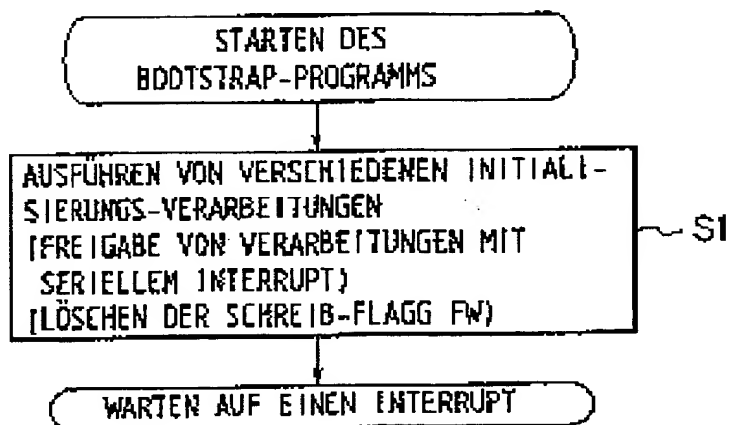 STARTEN DES
BOOTSTRAP-PROGRAMMS
AUSFÜHREN VON VERSCHIEDENEN INITIALI-
SIERUNGS-VERARBEITUNGEN
(FREIGABE VON VERARBEITUNGEN MIT
SERIELLEM INTERRUPT)
(LÖSCHEN DER SCHREIB-FLAGG FW)
S1
WARTEN AUF EINEN INTERRUPT